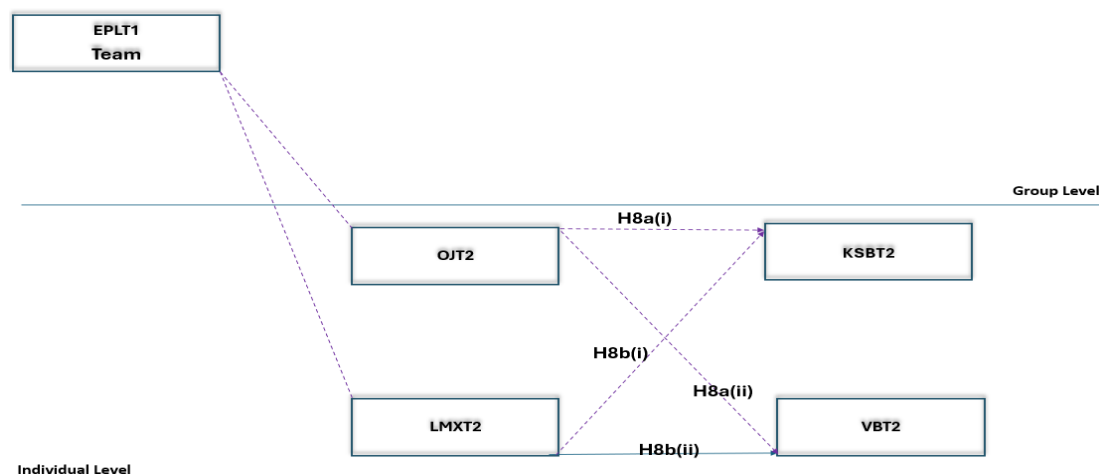 EPLT1
Team
Group Level
H8a(i)
OJT2
KSBT2
H8b(i)
H8a(ii)
LMXT2
VBT2
H8b(ii)
Individual Level